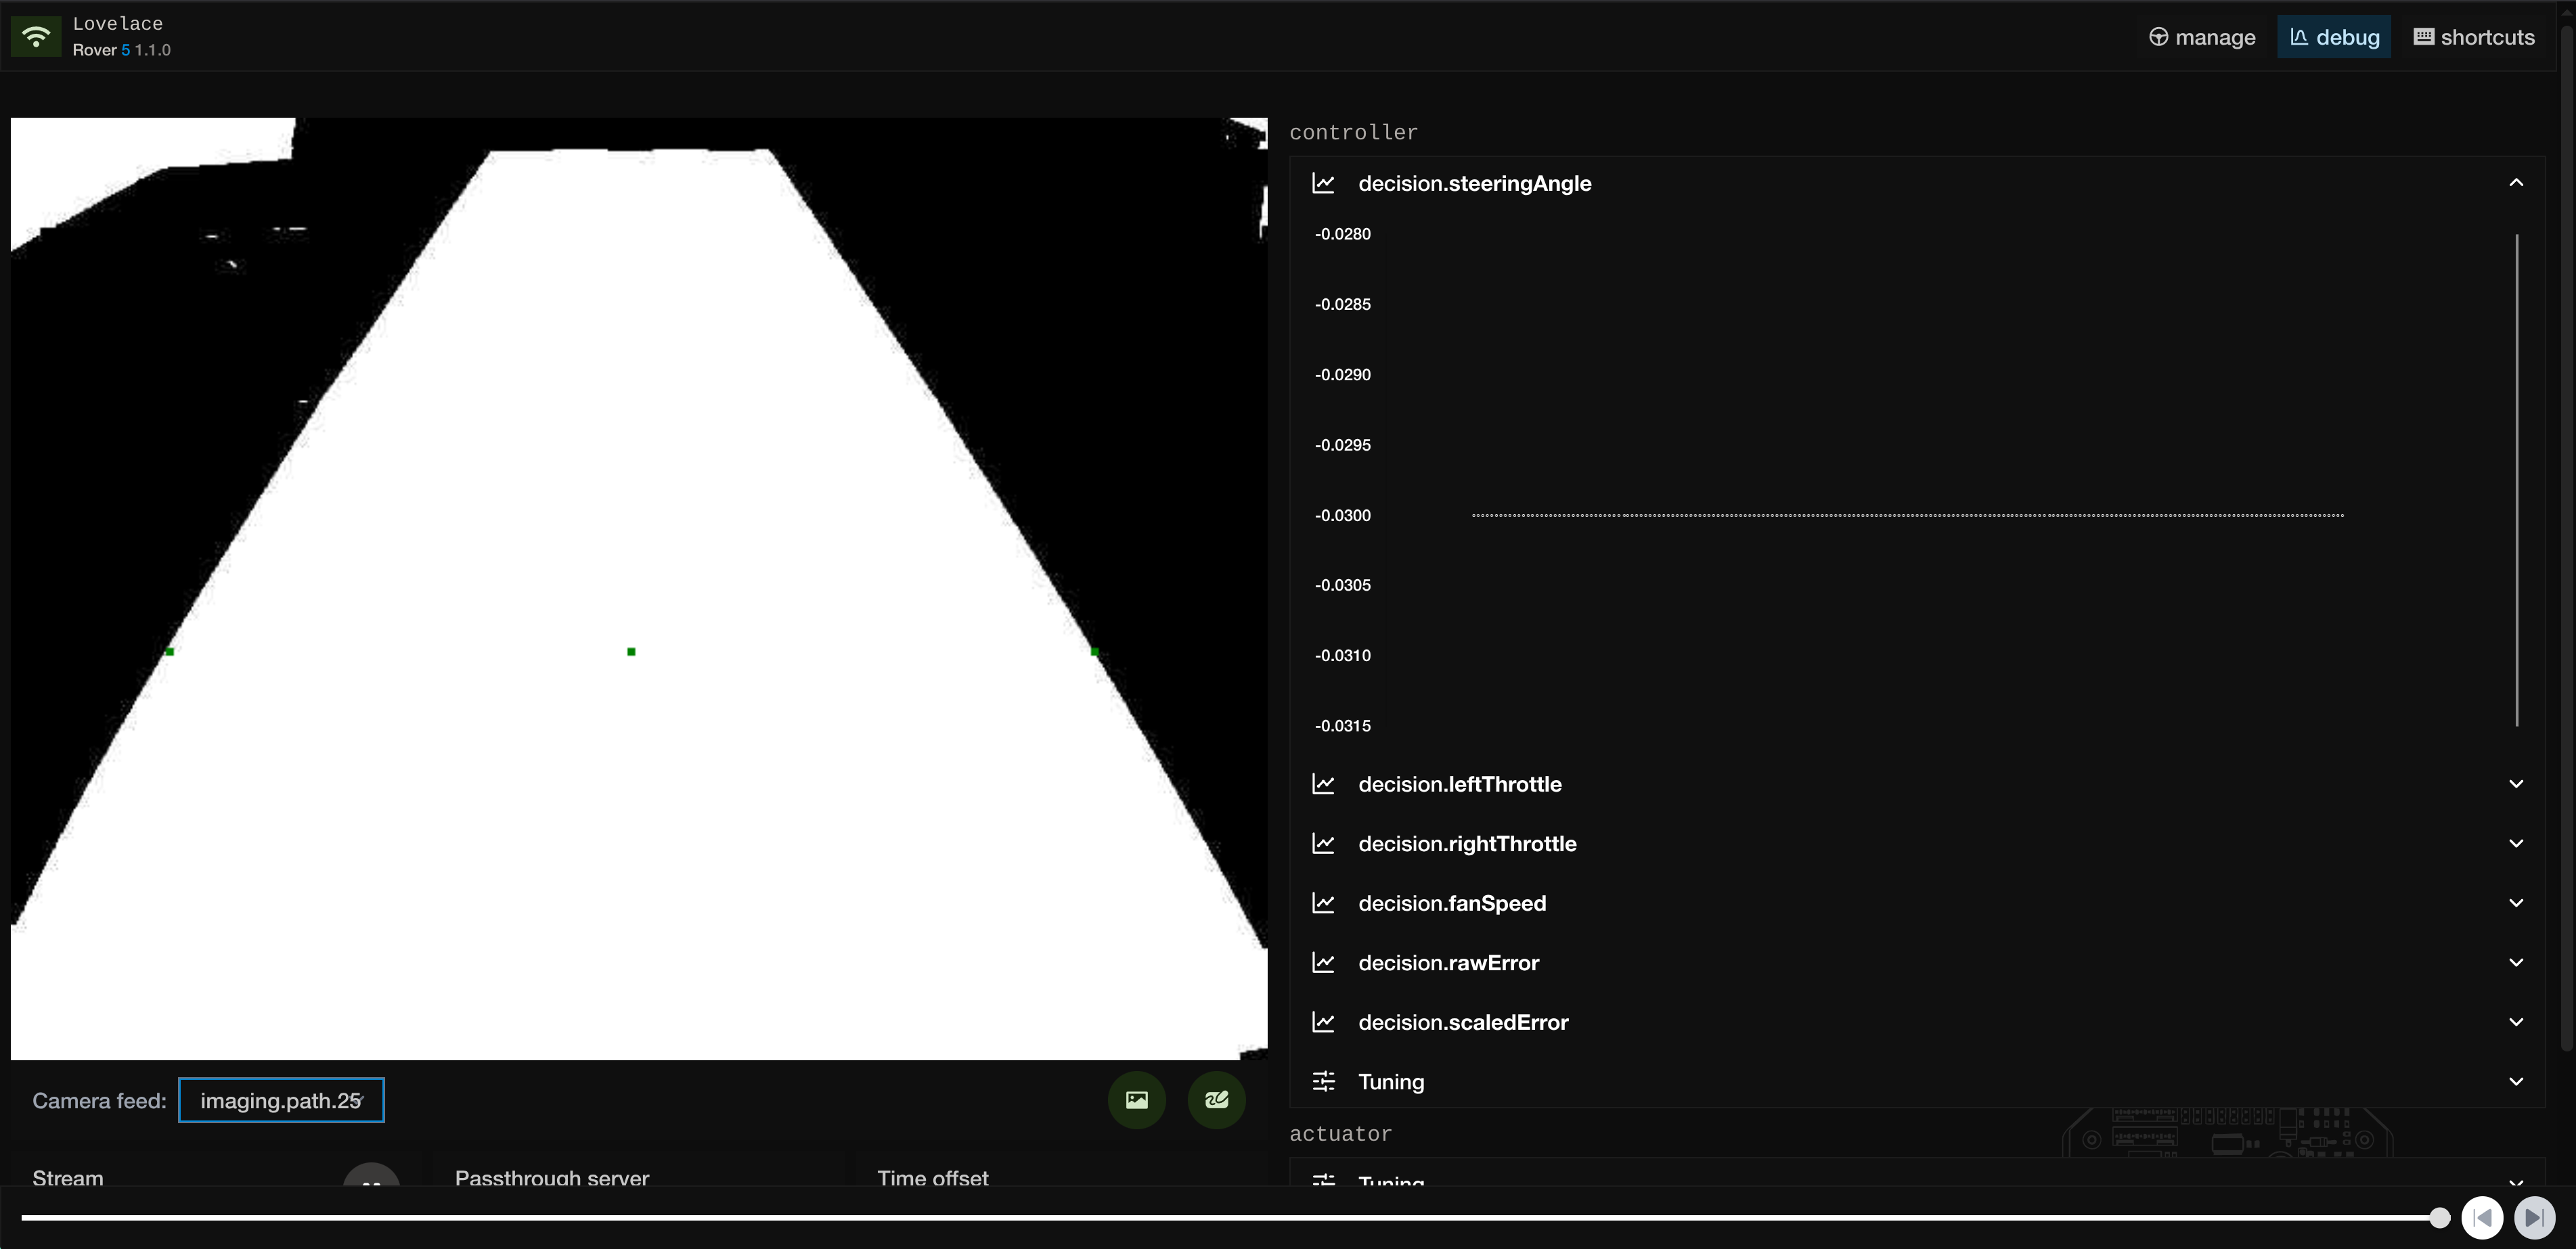 Lovelace
Rover 5 1.1.0
manage
debug
shortcuts
controller
decision.steeringAngle
-0.0280
-0.0285
-0.0290
-0.0295
-0.0300
-0.0305
-0.0310
-0.0315
decision.leftThrottle
decision.rightThrottle
decision.fanSpeed
decision.rawError
decision.scaledError
Tuning
Camera feed: imaging.path.25
actuator
Stream
Passthrough server
Time offset
Tuning